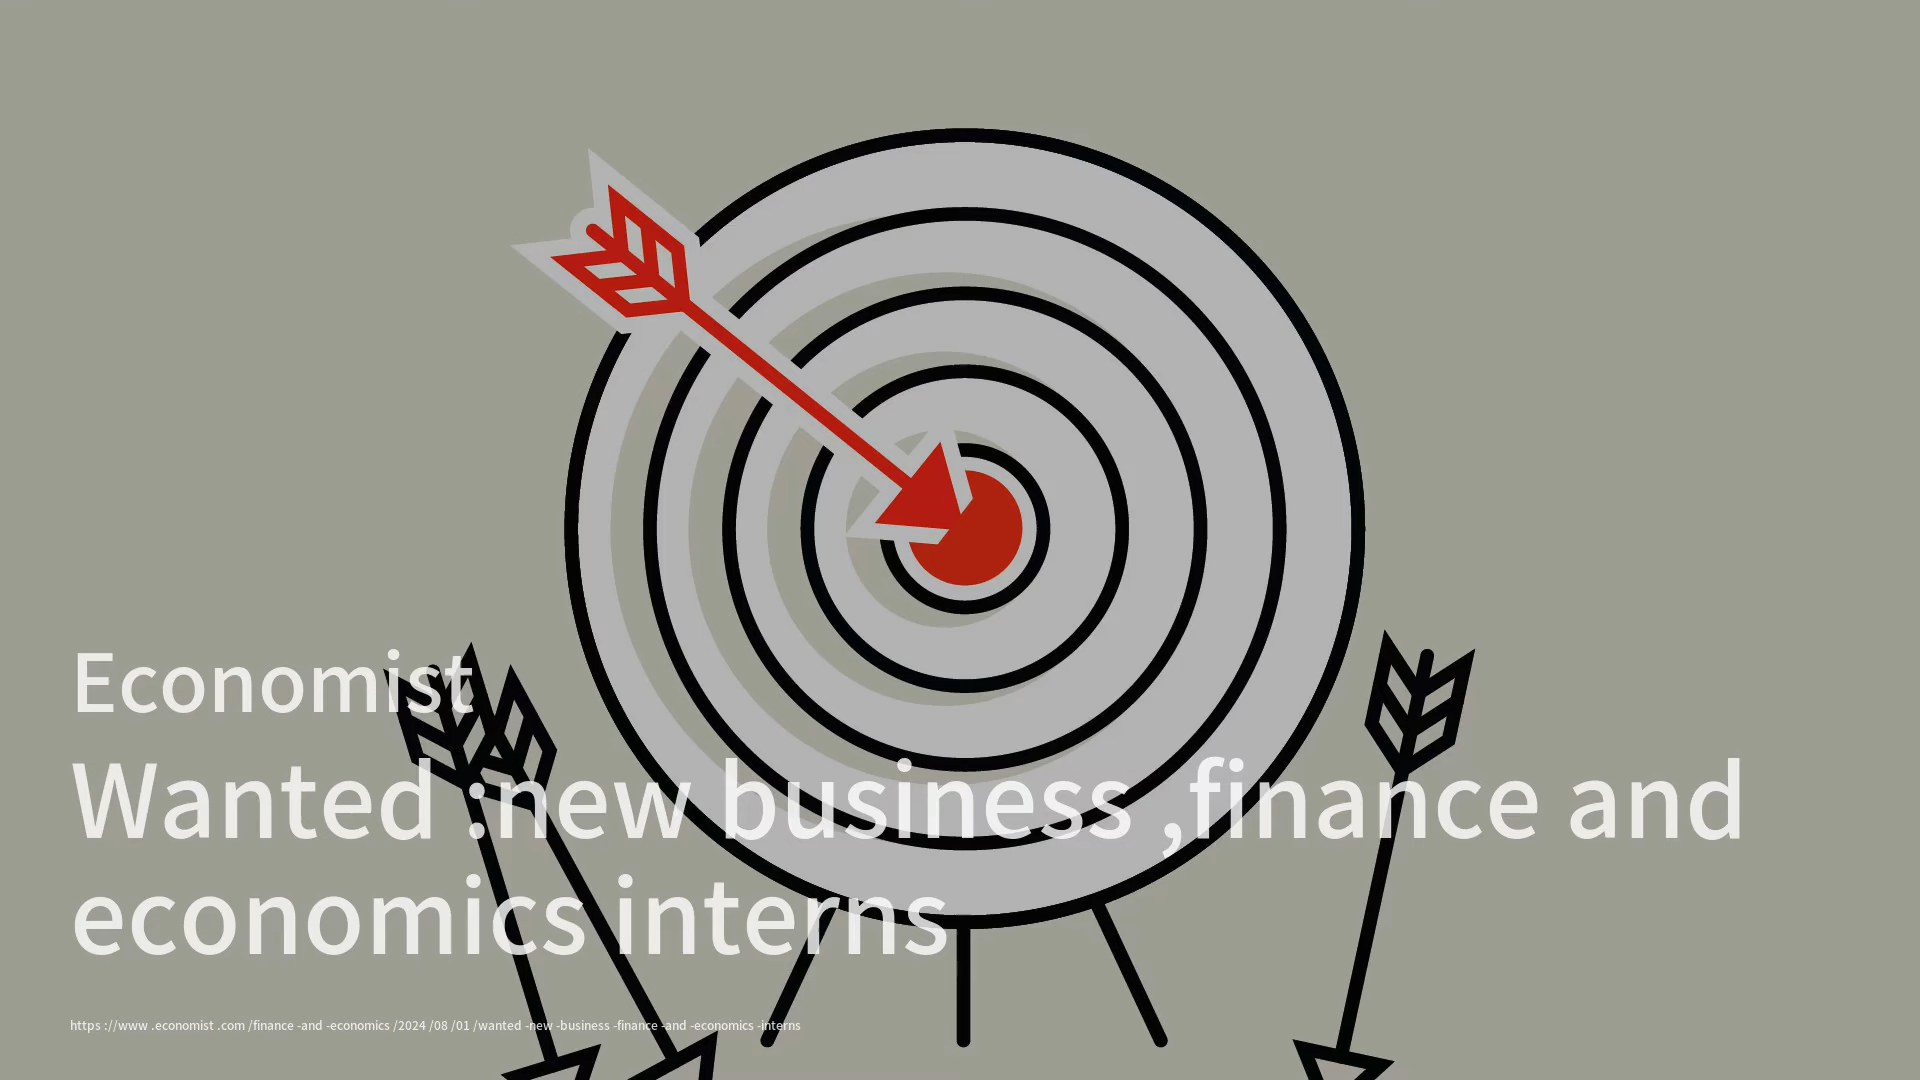 Economist
Wanted :new business ,finance and
economics interns
https ://www .economist .com /finance -and -economics /2024 /08 /01 /wanted -new -business -finance -and -economics -interns